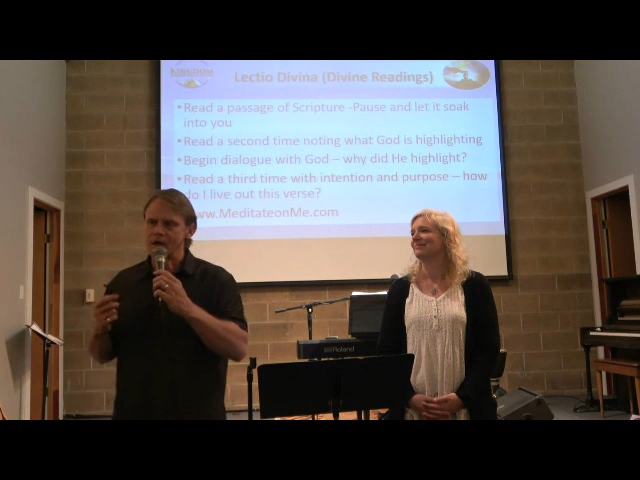 KINGDOM
Lectio Divina (Divine Readings)
•Read a passage of Scripture -Pause and let it soak
into you
•Read a second time noting what God is highlighting
•Begin dialogue with God – why did He highlight?
•Read a third time with intention and purpose – how
do I live out this verse?
www.MeditateonMe.com
Roland